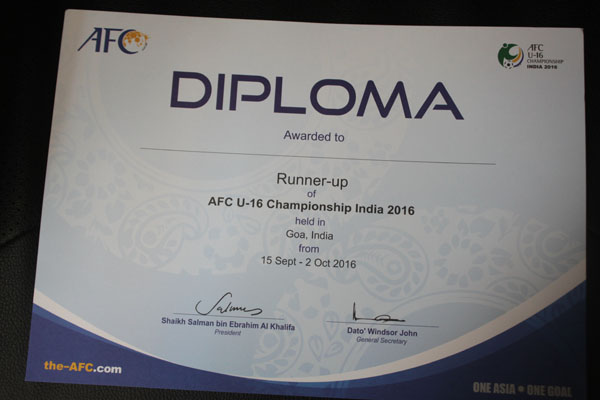 AFC
AFC
U-16
CHAMPIONSHIP
INDIA 2016
DIPLOMA
Awarded to
Runner-up
of
AFC U-16 Championship India 2016
held in
Goa, India
from
15 Sept - 2 Oct 2016
Salman
Shaikh Salman bin Ebrahim Al Khalifa
President
Dato' Windsor John
General Secretary
the-AFC.com
ONE ASIA ONE GOAL